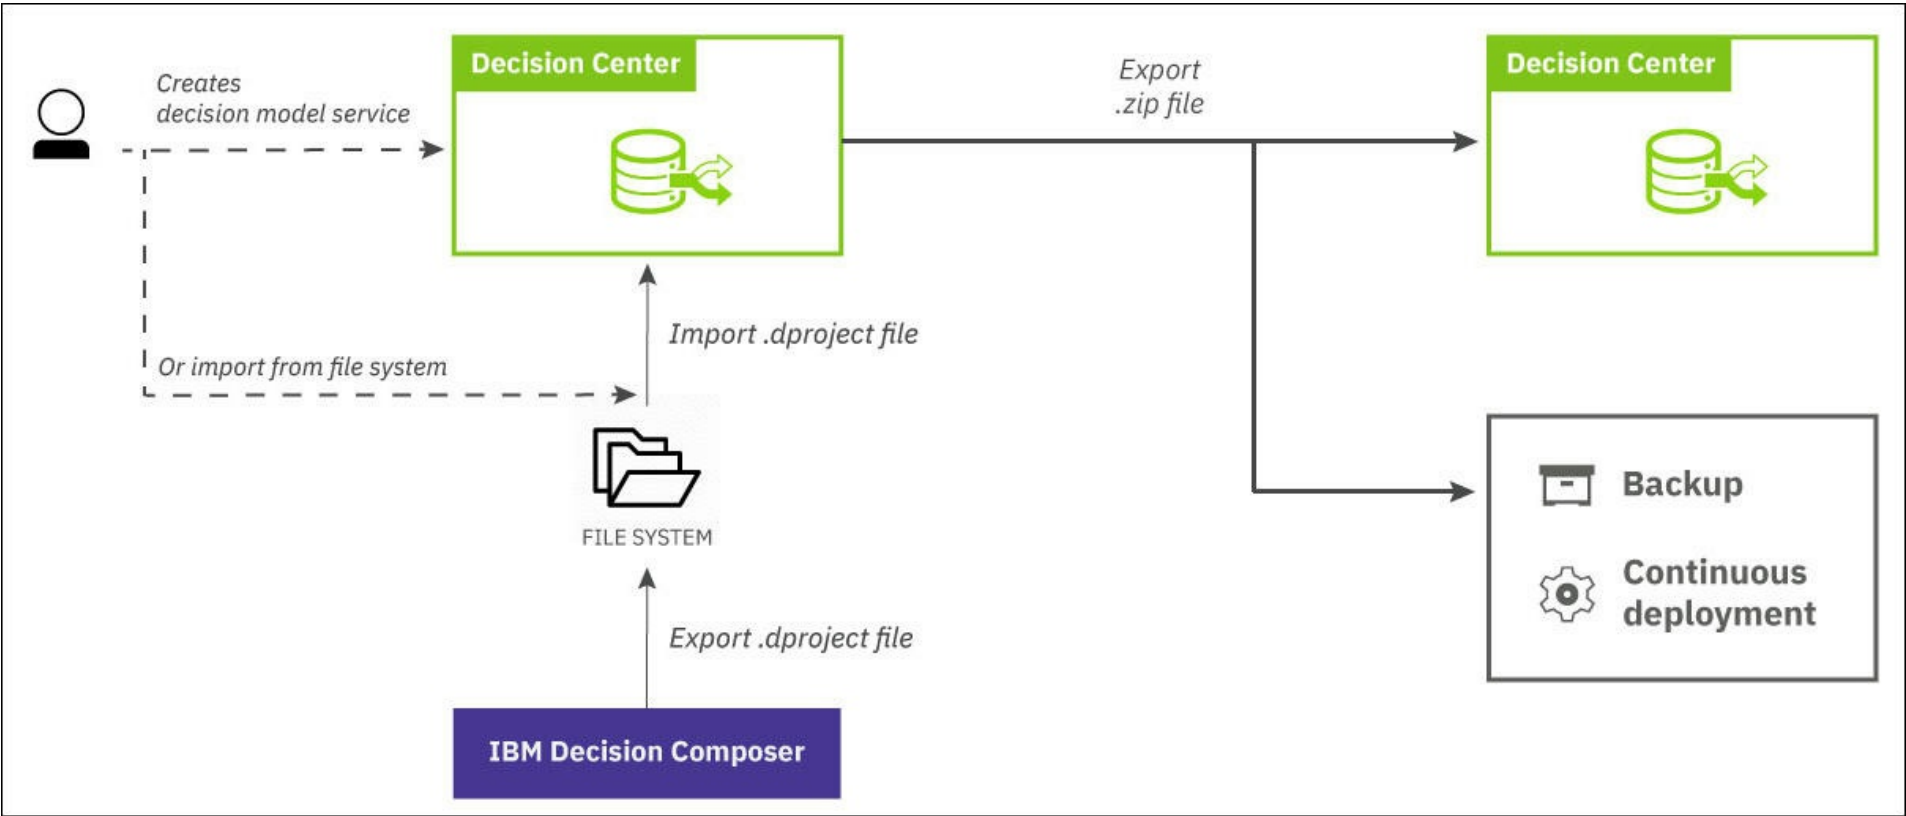 Creates
decision model service
Decision Center
Export
.zip file
Decision Center
Import .dproject file
Or import from file system
FILE SYSTEM
Backup
Continuous
deployment
Export .dproject file
IBM Decision Composer